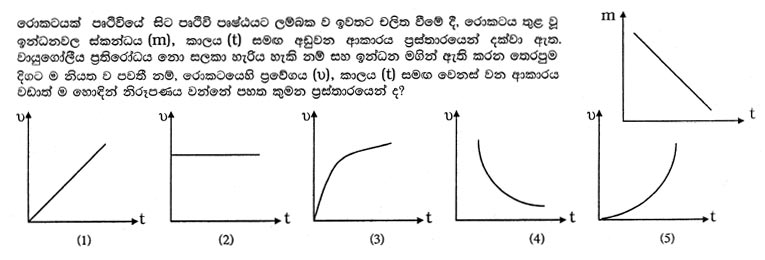 රොකටයක් පෘථිවියේ සිට පෘථිවි පෘෂ්ඨයට ලම්බක ව ඉවතට චලිත වීමේ දී, රොකටය තුළ වූ
ඉන්ධනවල ස්කන්ධය (m), කාලය (t) සමඟ අඩුවන ආකාරය ප්‍රස්තාරයෙන් දක්වා ඇත.
වායුගෝලීය ප්‍රතිරෝධය නො සලකා හැරිය හැකි නම් සහ ඉන්ධන මගින් ඇති කරන තෙරපුම
දිගට ම නියත ව පවතී නම්, රොකටයෙහි ප්‍රවේගය (υ), කාලය (t) සමඟ වෙනස් වන ආකාරය
වඩාත් ම හොඳින් නිරූපණය වන්නේ පහත කුමන ප්‍රස්තාරයෙන් ද?
m
t
υ
t
(1)
υ
t
(2)
υ
t
(3)
υ
t
(4)
υ
t
(5)